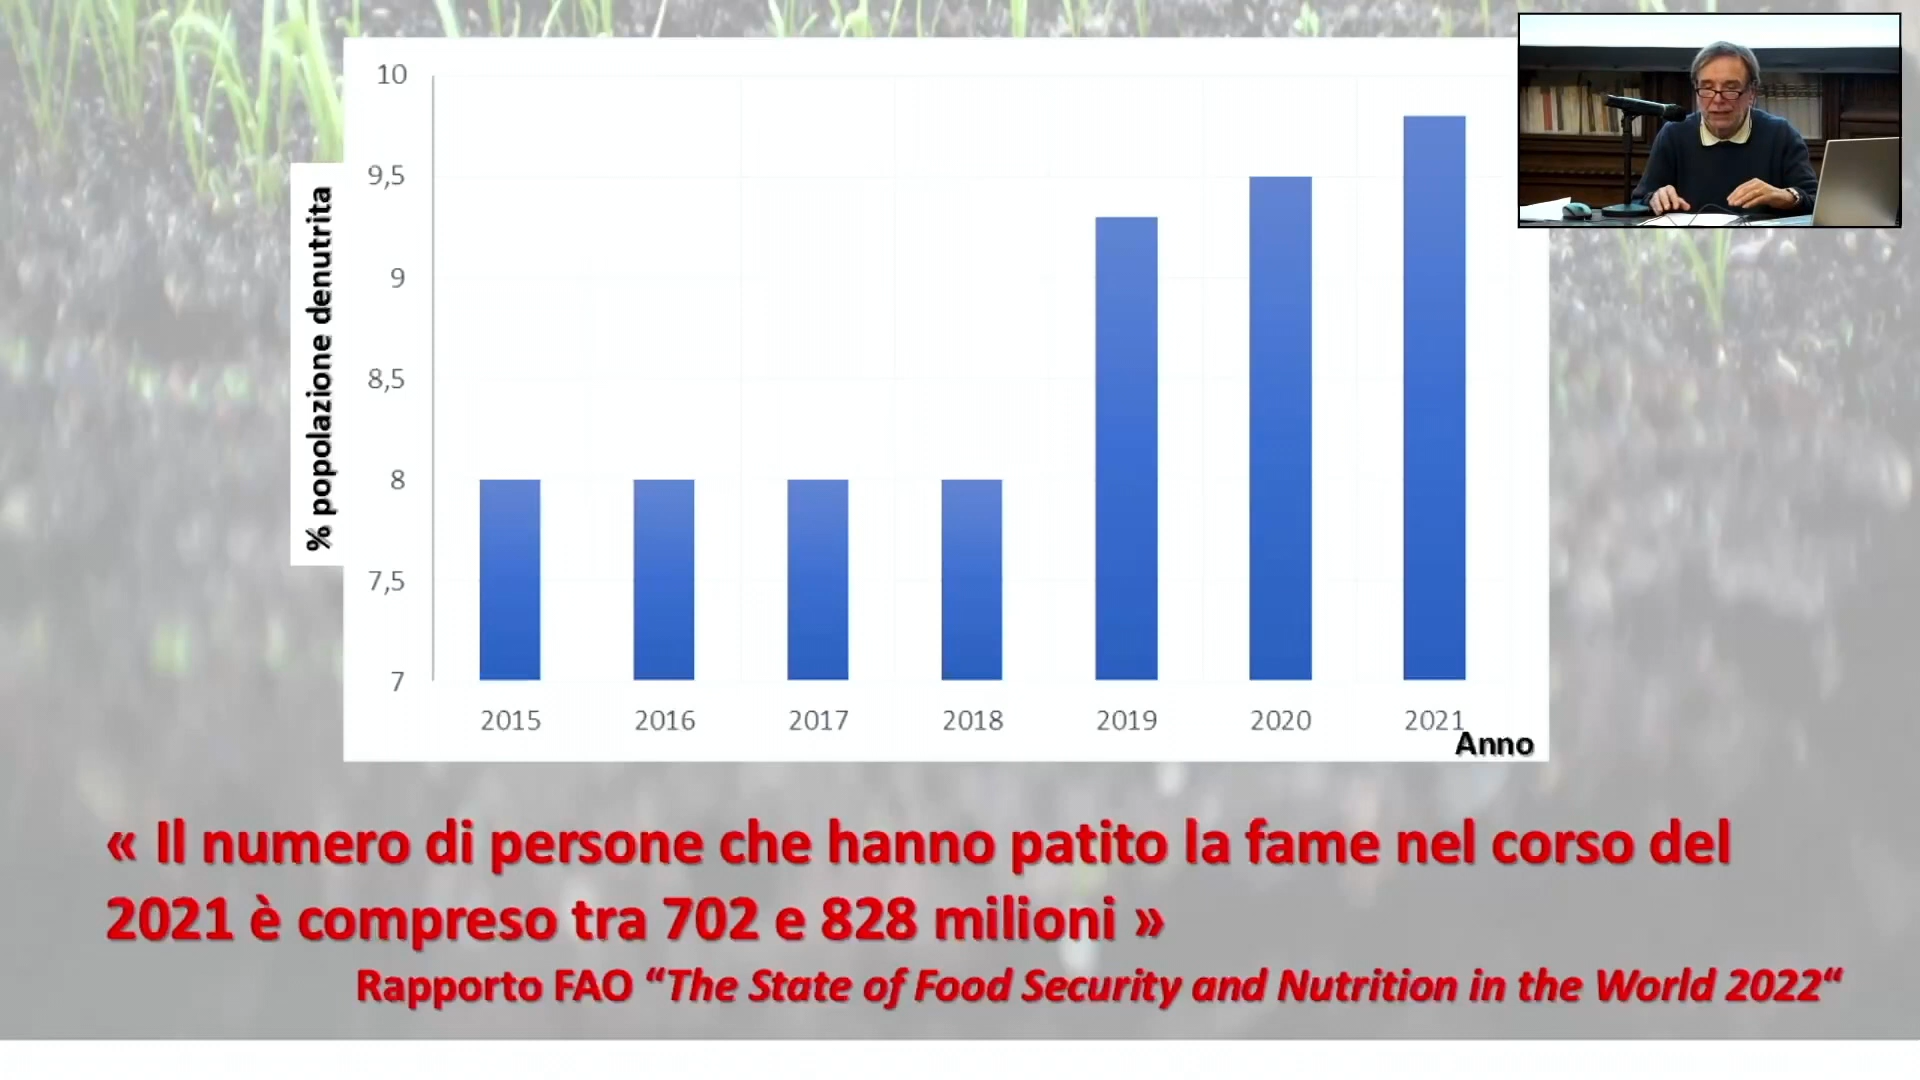 10
9,5
9
8,5
8
7,5
7
% popolazione denutrita
2015 2016 2017 2018 2019 2020 2021
Anno
« Il numero di persone che hanno patito la fame nel corso del
2021 è compreso tra 702 e 828 milioni »
Rapporto FAO “The State of Food Security and Nutrition in the World 2022“